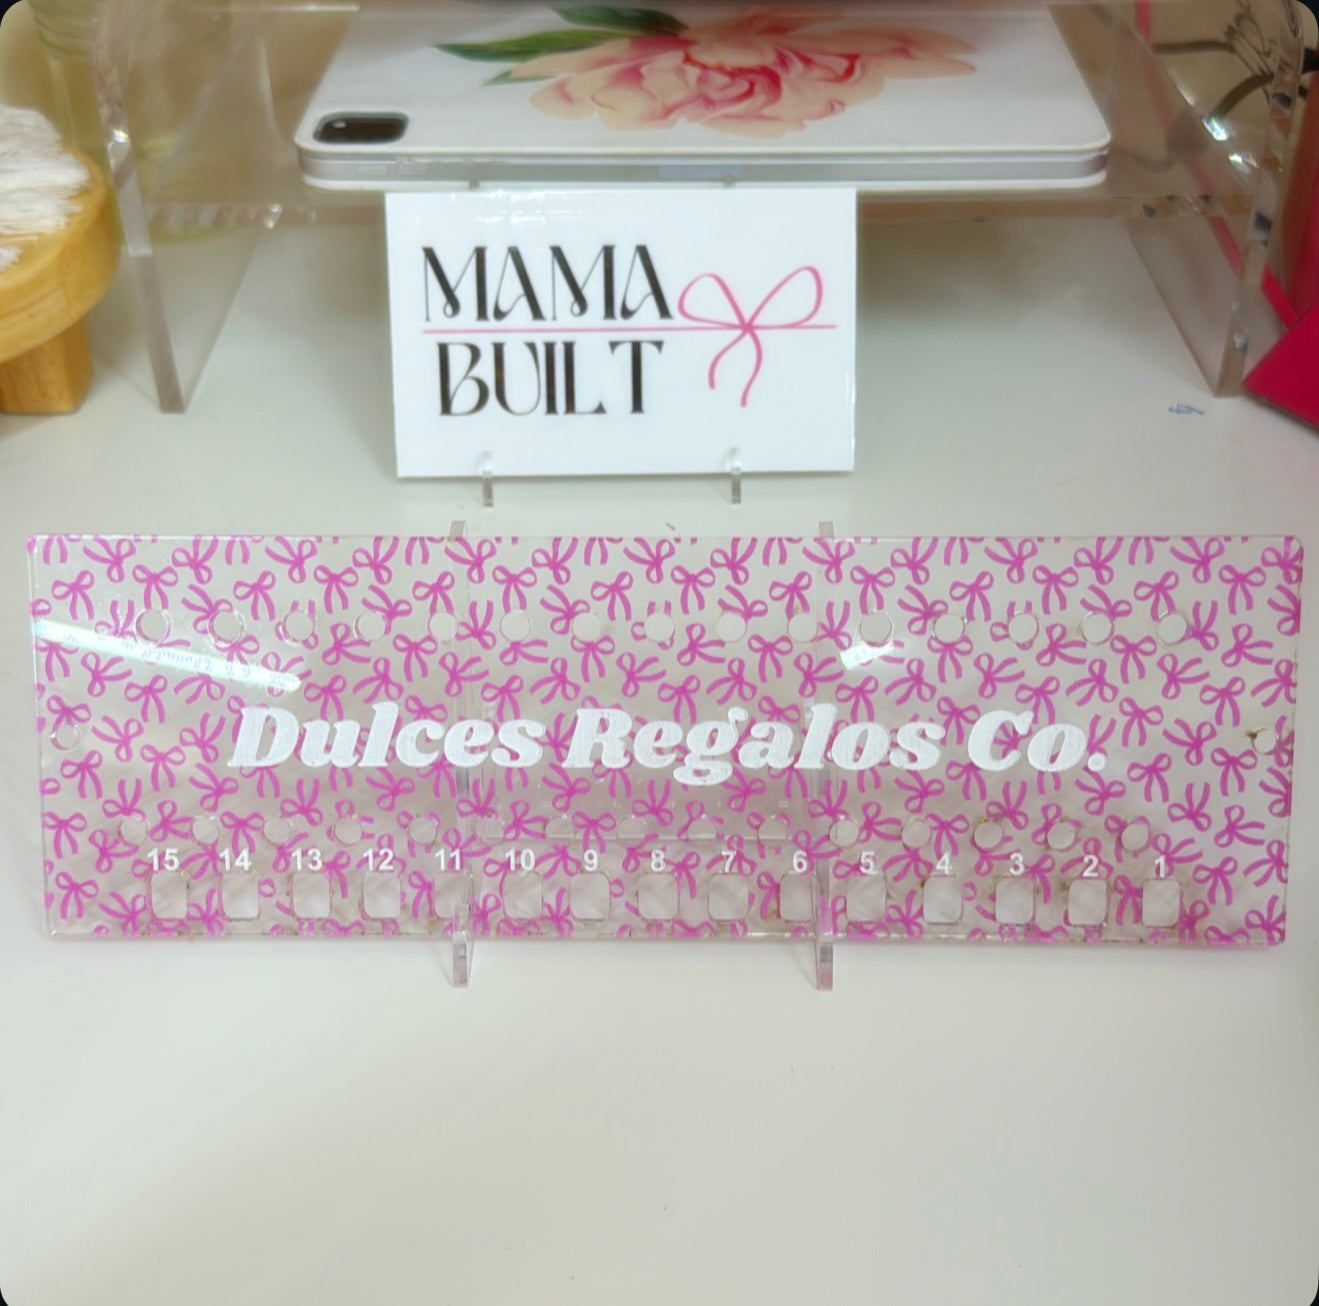 MAMA
BUILT
Dulces Regalos Co.
15 14 13 12 11 10 9 8 7 6 5 4 3 2 1